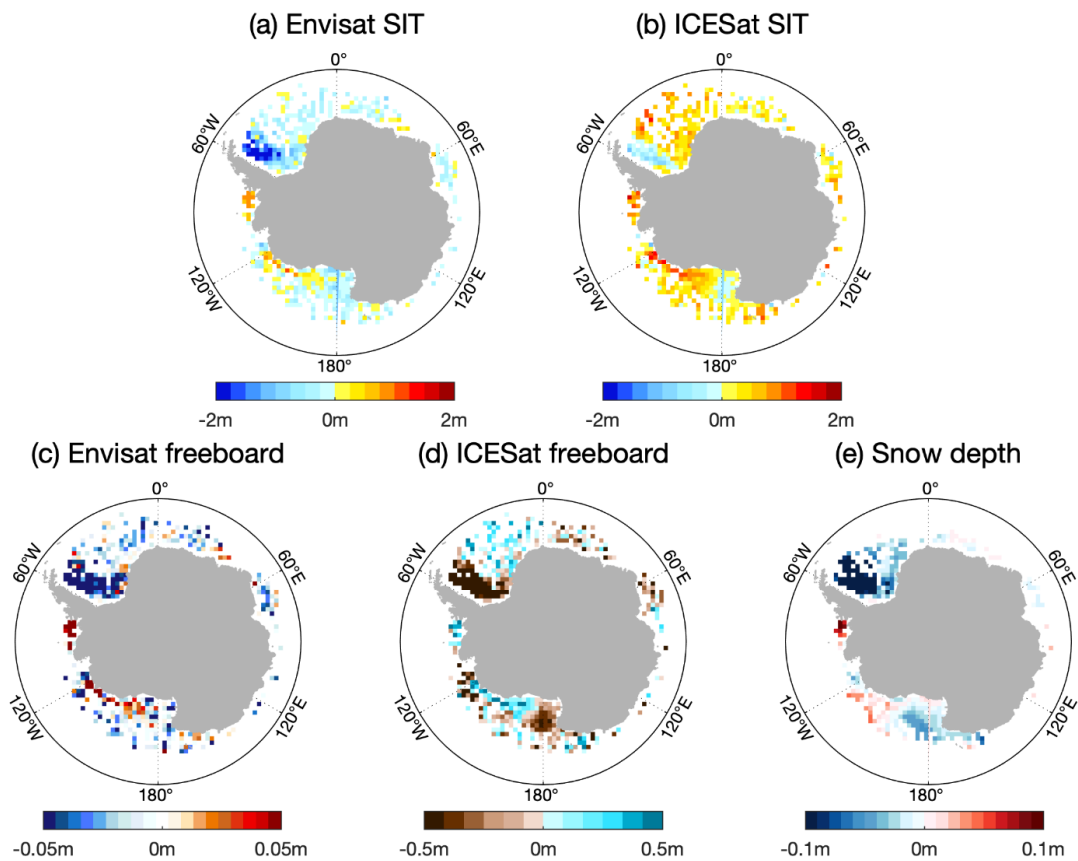 (a) Envisat SIT
(b) ICESat SIT
0°
0°
60°W
60°E
60°W
60°E
120°W
120°E
120°W
120°E
180°
180°
-2m
0m
2m
-2m
0m
2m
(c) Envisat freeboard
(d) ICESat freeboard
(e) Snow depth
0°
0°
0°
60°W
60°E
60°W
60°E
60°W
60°E
120°W
120°E
120°W
120°E
120°W
120°E
180°
180°
180°
-0.05m
0m
0.05m
-0.5m
0m
0.5m
-0.1m
0m
0.1m